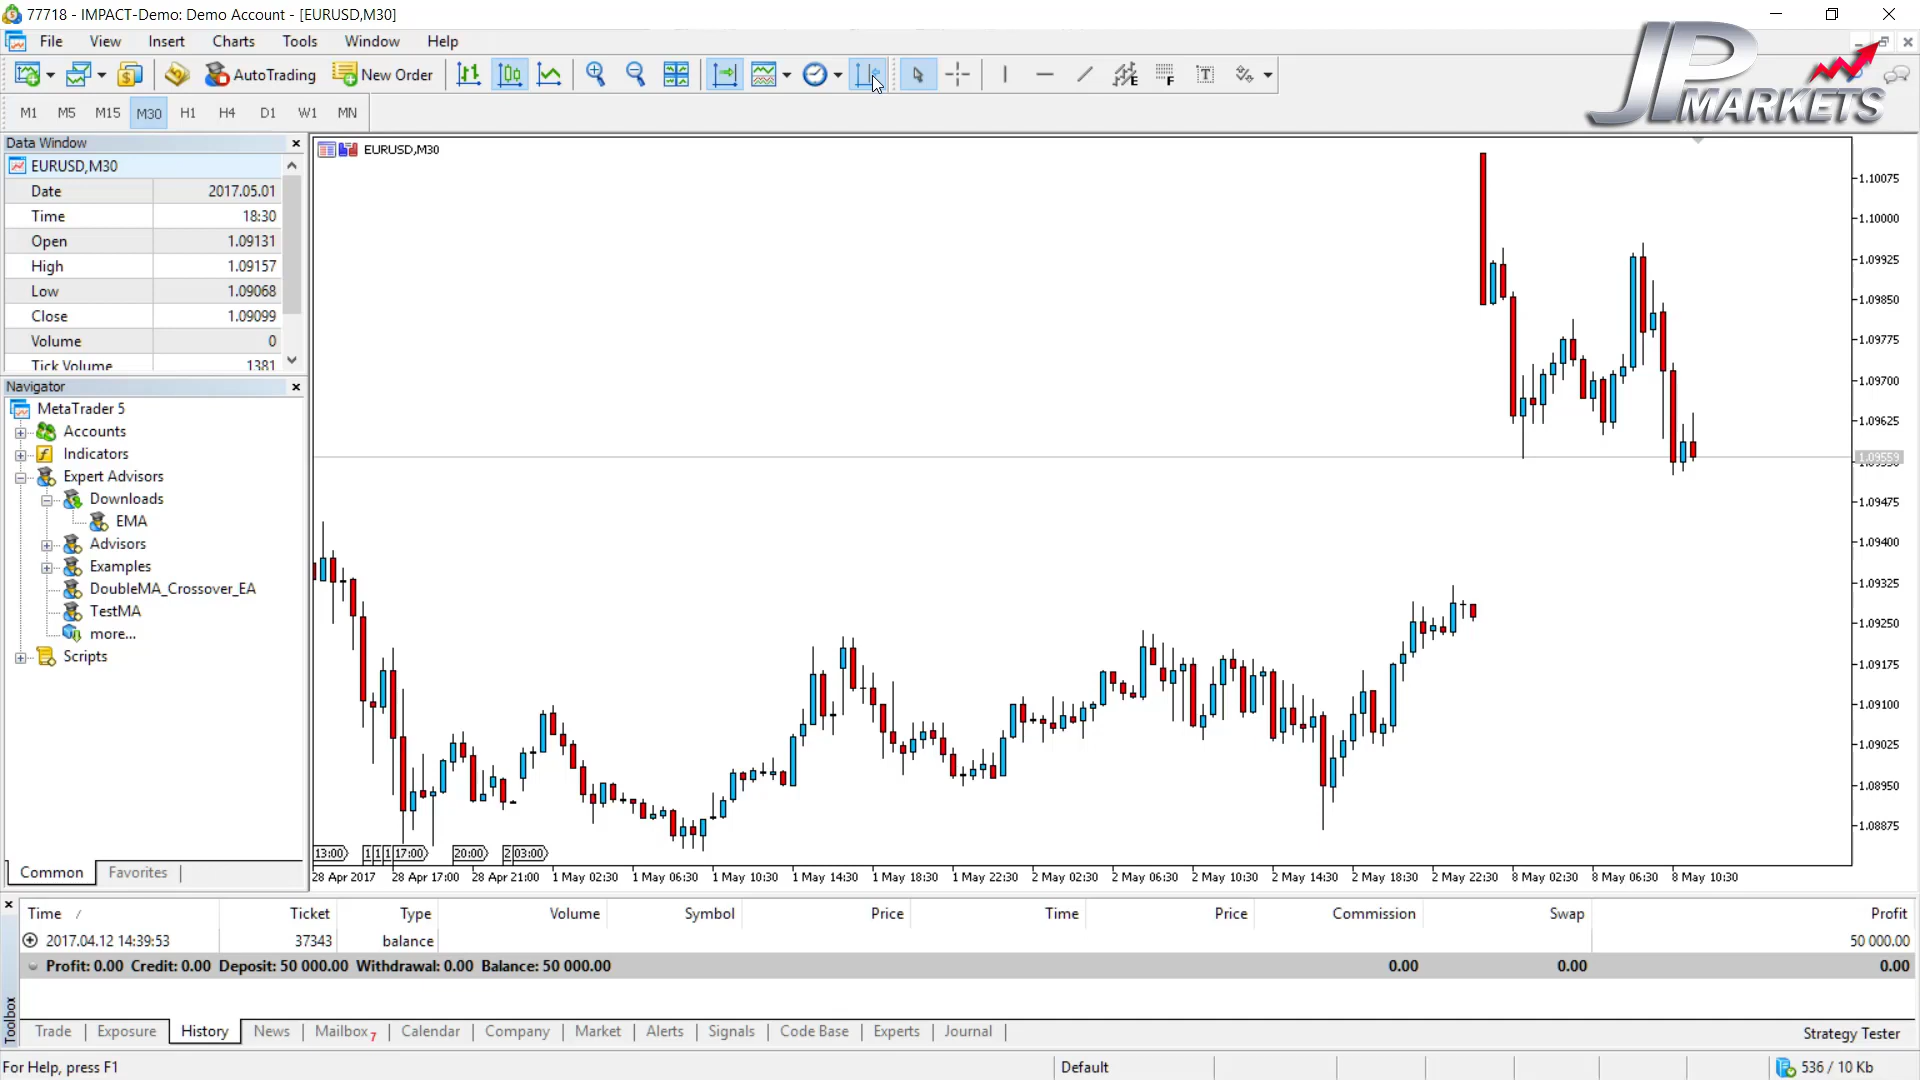 77718 - IMPACT-Demo: Demo Account - [EURUSD,M30]
File View Insert Charts Tools Window Help
JP MARKETS
AutoTrading New Order
M1 M5 M15 M30 H1 H4 D1 W1 MN
Data Window
EURUSD,M30
Date 2017.05.01
Time 18:30
Open 1.09131
High 1.09157
Low 1.09068
Close 1.09099
Volume 0
Tick Volume 1381
Navigator
MetaTrader 5
Accounts
Indicators
Expert Advisors
Downloads
EMA
Advisors
Examples
DoubleMA_Crossover_EA
TestMA
more...
Scripts
Common Favorites
EURUSD,M30
1.10075
1.10000
1.09925
1.09850
1.09775
1.09700
1.09625
1.09559
1.09475
1.09400
1.09325
1.09250
1.09175
1.09100
1.09025
1.08950
1.08875
13:00 1 1 1 17:00 20:00 2 03:00
28 Apr 2017 28 Apr 17:00 28 Apr 21:00 1 May 02:30 1 May 06:30 1 May 10:30 1 May 14:30 1 May 18:30 1 May 22:30 2 May 02:30 2 May 06:30 2 May 10:30 2 May 14:30 2 May 18:30 2 May 22:30 8 May 02:30 8 May 06:30 8 May 10:30
Time / Ticket Type Volume Symbol Price Time Price Commission Swap Profit
2017.04.12 14:39:53 37343 balance 50 000.00
Profit: 0.00 Credit: 0.00 Deposit: 50 000.00 Withdrawal: 0.00 Balance: 50 000.00 0.00 0.00 0.00
Toolbox
Trade Exposure History News Mailbox 7 Calendar Company Market Alerts Signals Code Base Experts Journal Strategy Tester
For Help, press F1 Default 536 / 10 Kb